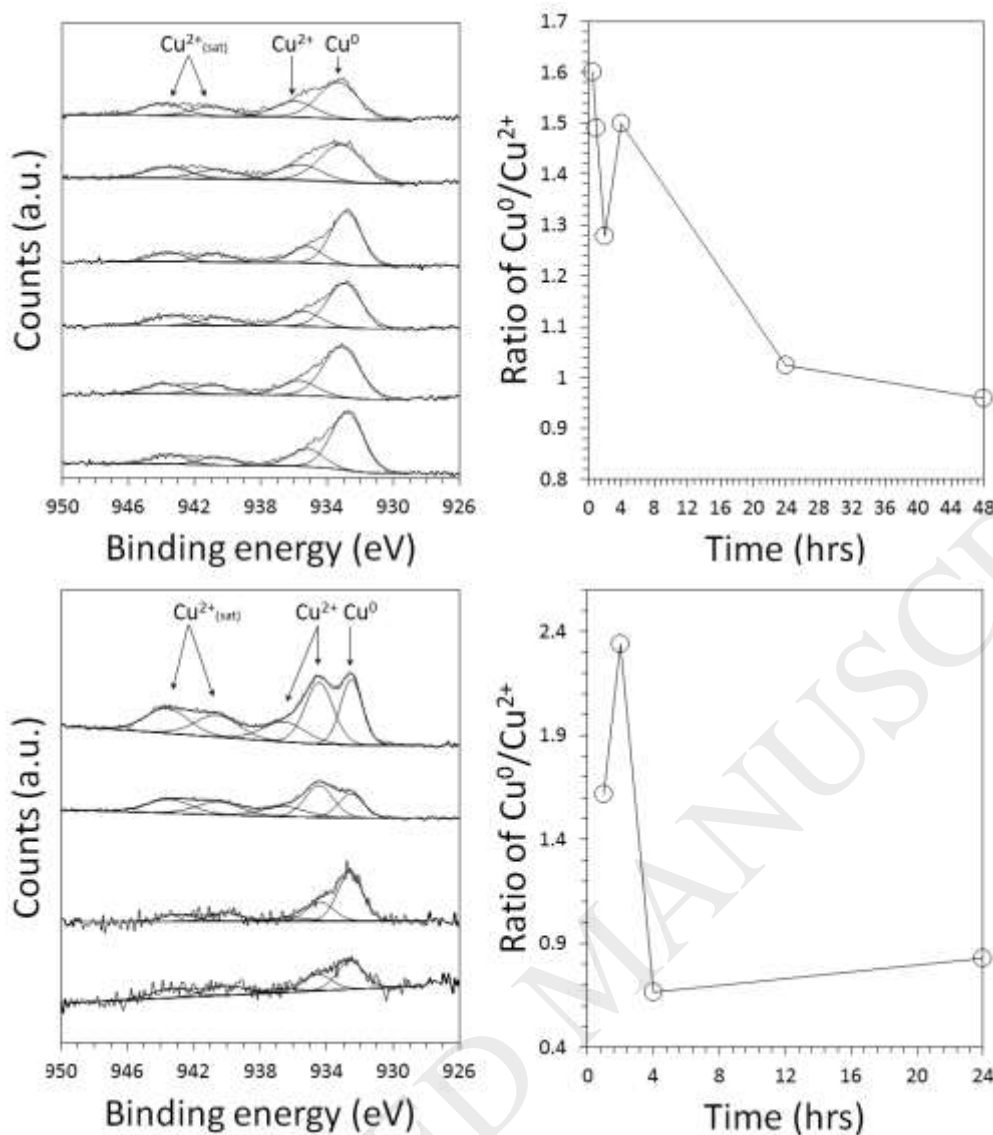 Cu²⁺(sat) Cu²⁺ Cu⁰
Counts (a.u.)
950 946 942 938 934 930 926
Binding energy (eV)
Ratio of Cu⁰/Cu²⁺
1.7
1.6
1.5
1.4
1.3
1.2
1.1
1
0.9
0.8
0 4 8 12 16 20 24 28 32 36 40 44 48
Time (hrs)
Cu²⁺(sat) Cu²⁺ Cu⁰
Counts (a.u.)
950 946 942 938 934 930 926
Binding energy (eV)
Ratio of Cu⁰/Cu²⁺
2.4
1.9
1.4
0.9
0.4
0 4 8 12 16 20 24
Time (hrs)